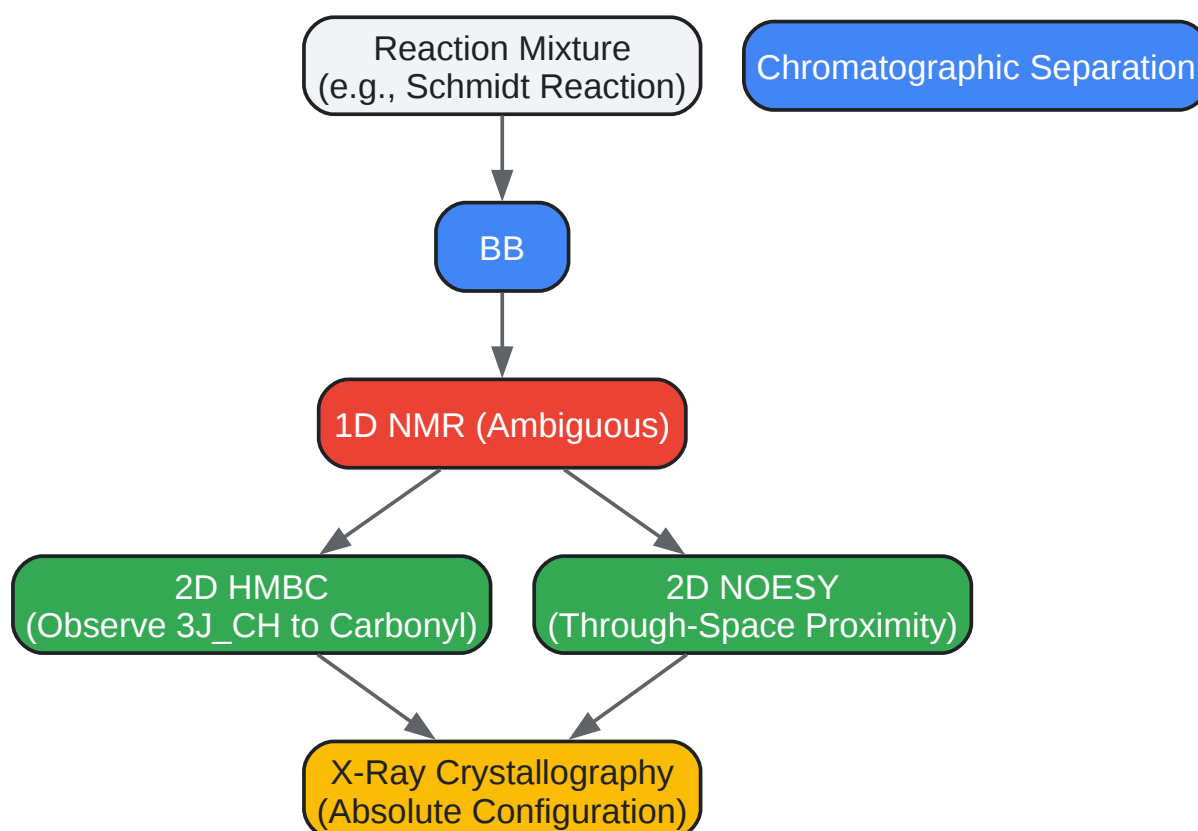 Reaction Mixture
(e.g., Schmidt Reaction)
Chromatographic Separation
BB
1D NMR (Ambiguous)
2D HMBC
(Observe 3J_CH to Carbonyl)
2D NOESY
(Through-Space Proximity)
X-Ray Crystallography
(Absolute Configuration)